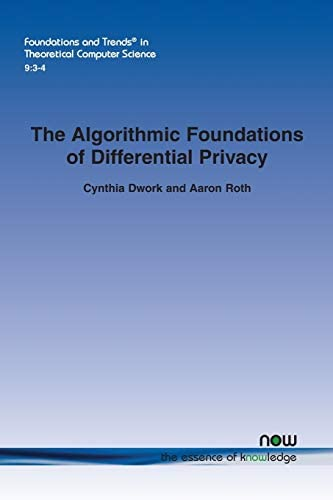 Foundations and Trends® in
Theoretical Computer Science
9:3-4
The Algorithmic Foundations
of Differential Privacy
Cynthia Dwork and Aaron Roth
now
the essence of knowledge